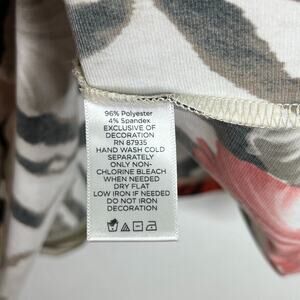 96% Polyester
4% Spandex
EXCLUSIVE OF
DECORATION
RN 87935
HAND WASH COLD
SEPARATELY
ONLY NON-
CHLORINE BLEACH
WHEN NEEDED
DRY FLAT
LOW IRON IF NEEDED
DO NOT IRON
DECORATION